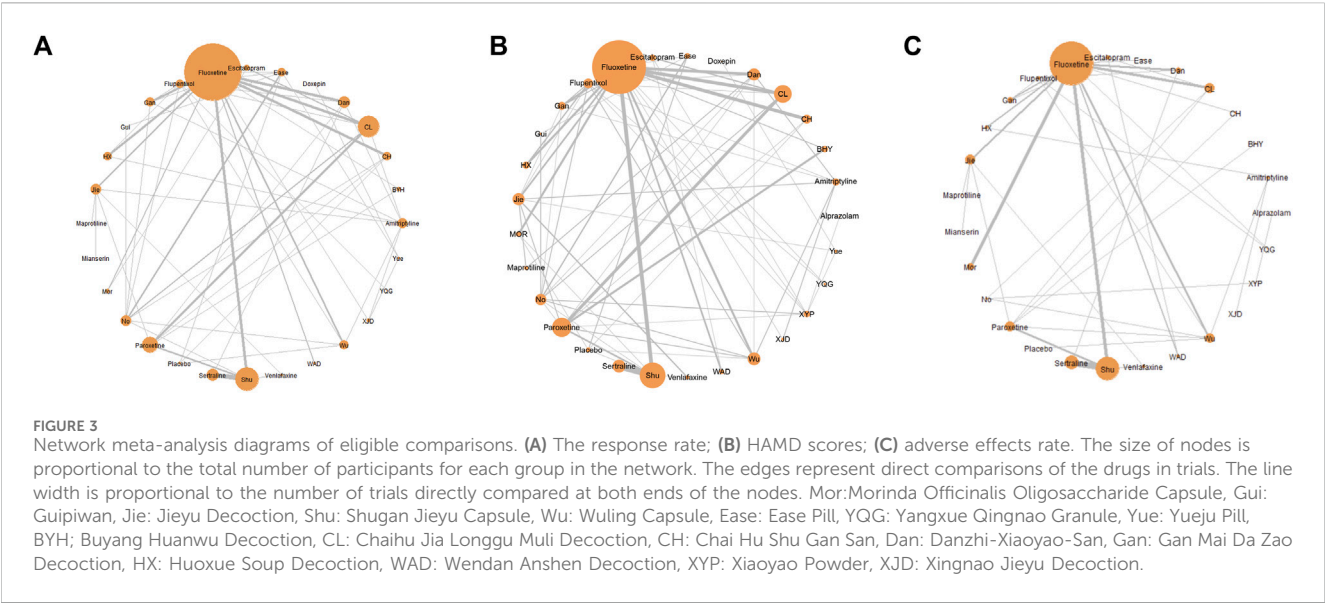 A
Fluoxetine
Escitalopram
Ease
Doxepin
Dan
CL
CH
BYH
Amitriptyline
Yue
YQG
XJD
Wu
WAD
Venlafaxine
Shu
Sertraline
Placebo
Paroxetine
No
Mor
Mianserin
Maprotiline
Jie
HX
Gui
Gan
Flupentixol
B
Fluoxetine
Escitalopram
Ease
Doxepin
Dan
CL
CH
BHY
Amitriptyline
Alprazolam
Yue
YQG
XYP
XJD
Wu
WAD
Venlafaxine
Shu
Sertraline
Placebo
Paroxetine
No
Maprotiline
MOR
Jie
HX
Gui
Gan
Flupentixol
C
Fluoxetine
Escitalopram
Ease
Dan
CL
CH
BHY
Amitriptyline
Alprazolam
YQG
XYP
XJD
Wu
WAD
Venlafaxine
Shu
Sertraline
Placebo
Paroxetine
No
Mor
Mianserin
Maprotiline
Jie
HX
Gan
Flupentixol
FIGURE 3
Network meta-analysis diagrams of eligible comparisons. (A) The response rate; (B) HAMD scores; (C) adverse effects rate. The size of nodes is
proportional to the total number of participants for each group in the network. The edges represent direct comparisons of the drugs in trials. The line
width is proportional to the number of trials directly compared at both ends of the nodes. Mor:Morinda Officinalis Oligosaccharide Capsule, Gui:
Guipiwan, Jie: Jieyu Decoction, Shu: Shugan Jieyu Capsule, Wu: Wuling Capsule, Ease: Ease Pill, YQG: Yangxue Qingnao Granule, Yue: Yueju Pill,
BYH; Buyang Huanwu Decoction, CL: Chaihu Jia Longgu Muli Decoction, CH: Chai Hu Shu Gan San, Dan: Danzhi-Xiaoyao-San, Gan: Gan Mai Da Zao
Decoction, HX: Huoxue Soup Decoction, WAD: Wendan Anshen Decoction, XYP: Xiaoyao Powder, XJD: Xingnao Jieyu Decoction.